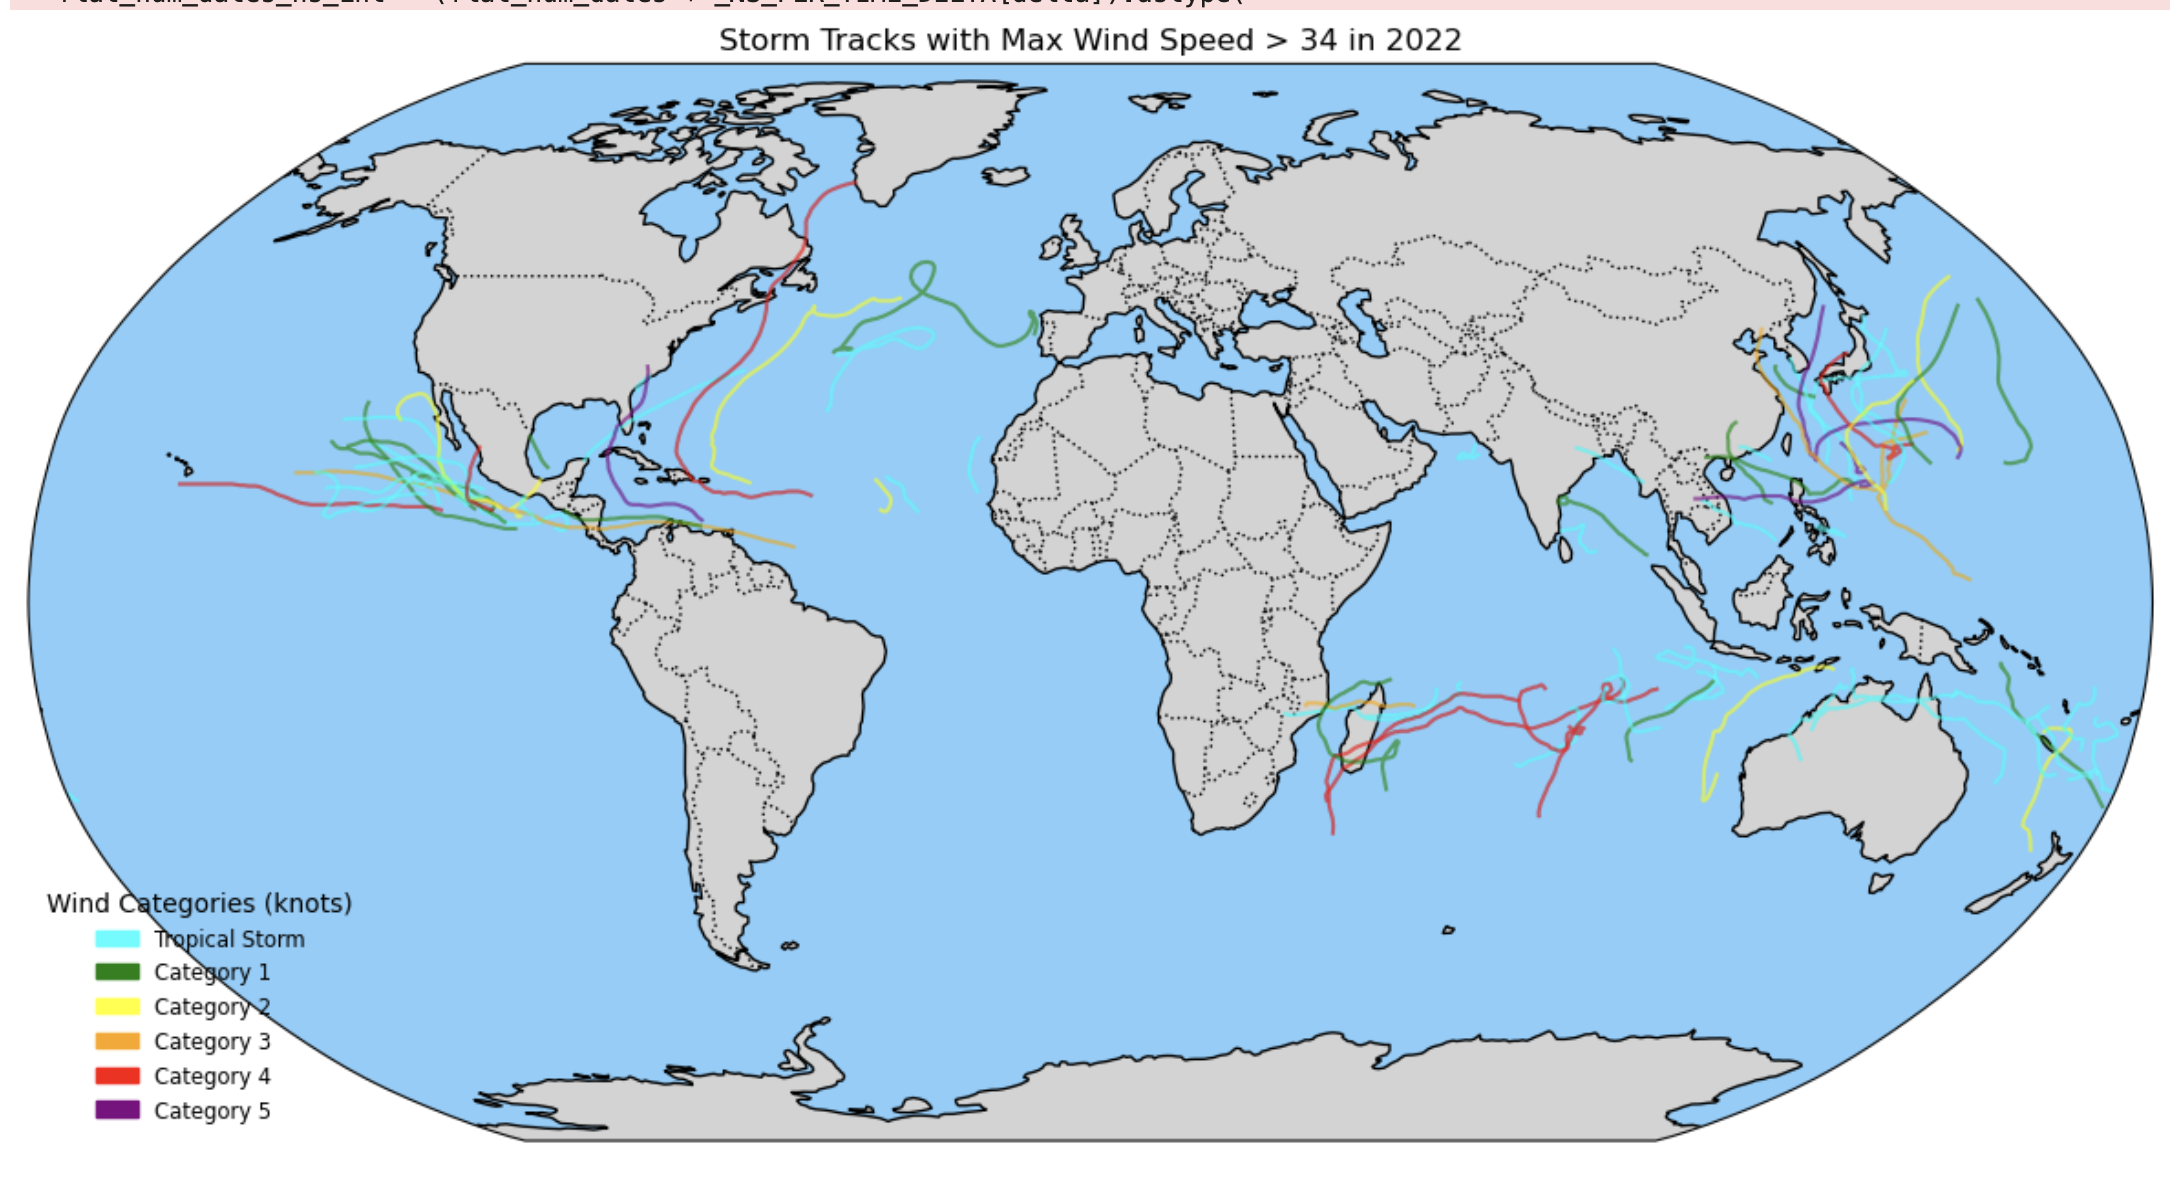 Storm Tracks with Max Wind Speed > 34 in 2022
Wind Categories (knots)
Tropical Storm
Category 1
Category 2
Category 3
Category 4
Category 5